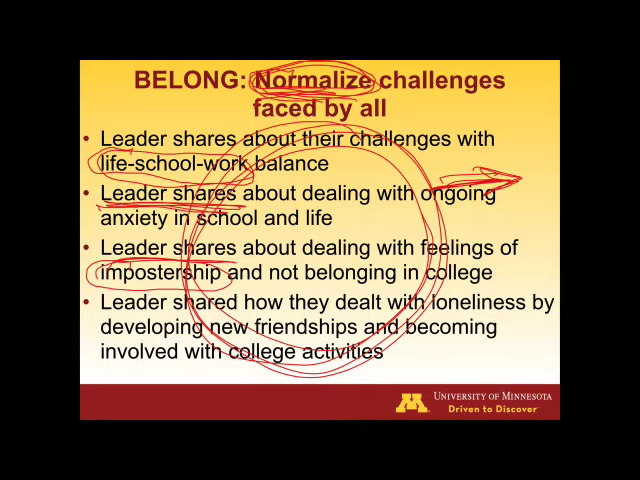 BELONG: Normalize challenges
faced by all
• Leader shares about their challenges with
life-school-work balance
• Leader shares about dealing with ongoing
anxiety in school and life
• Leader shares about dealing with feelings of
impostership and not belonging in college
• Leader shared how they dealt with loneliness by
developing new friendships and becoming
involved with college activities
M UNIVERSITY OF MINNESOTA
Driven to Discover